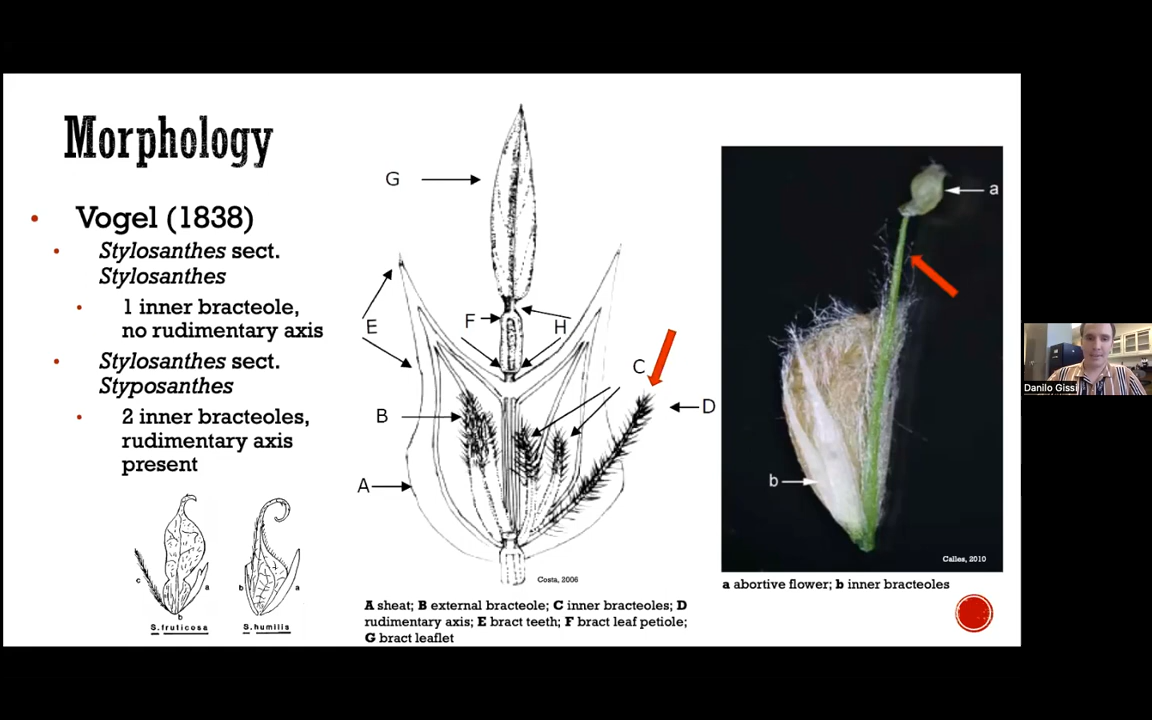 Morphology
• Vogel (1838)
• Stylosanthes sect.
Stylosanthes
• 1 inner bracteole,
no rudimentary axis
• Stylosanthes sect.
Styposanthes
• 2 inner bracteoles,
rudimentary axis
present
c
a
b
S.fruticosa
b
a
S.humilis
G
E
F
H
C
B
D
A
Costa, 2006
A sheat; B external bracteole; C inner bracteoles; D
rudimentary axis; E bract teeth; F bract leaf petiole;
G bract leaflet
a
b
Calles, 2010
a abortive flower; b inner bracteoles
Danilo Gissi